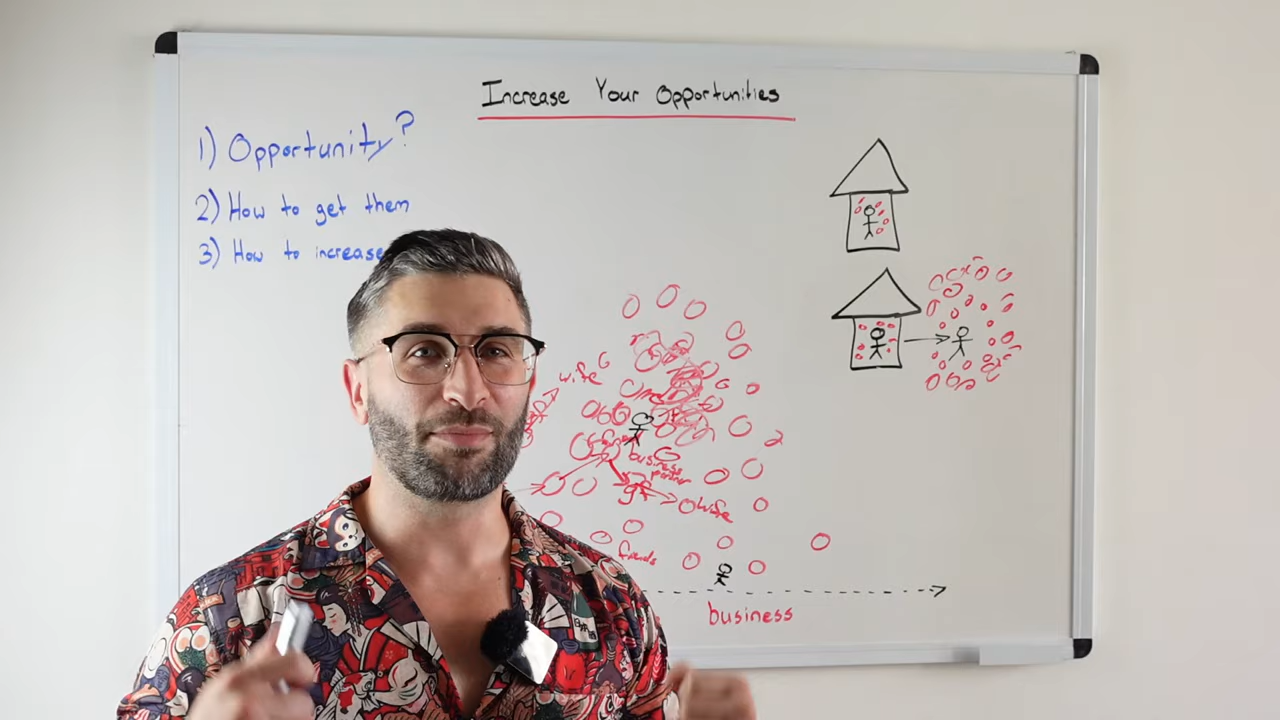 Increase Your Opportunities
1) Opportunity?
2) How to get them
3) How to increase
wife
business
partner
wife
friends
business